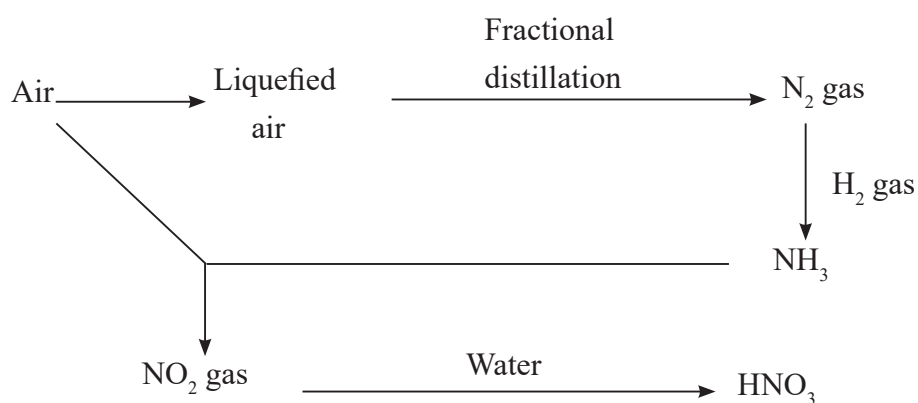 Fractional
distillation
Air
Liquefied
air
N₂ gas
H₂ gas
NH₃
NO₂ gas
Water
HNO₃